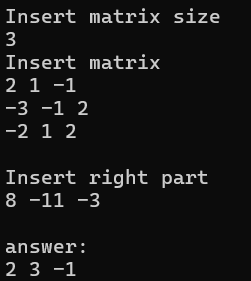 Insert matrix size
3
Insert matrix
2 1 -1
-3 -1 2
-2 1 2
Insert right part
8 -11 -3
answer:
2 3 -1